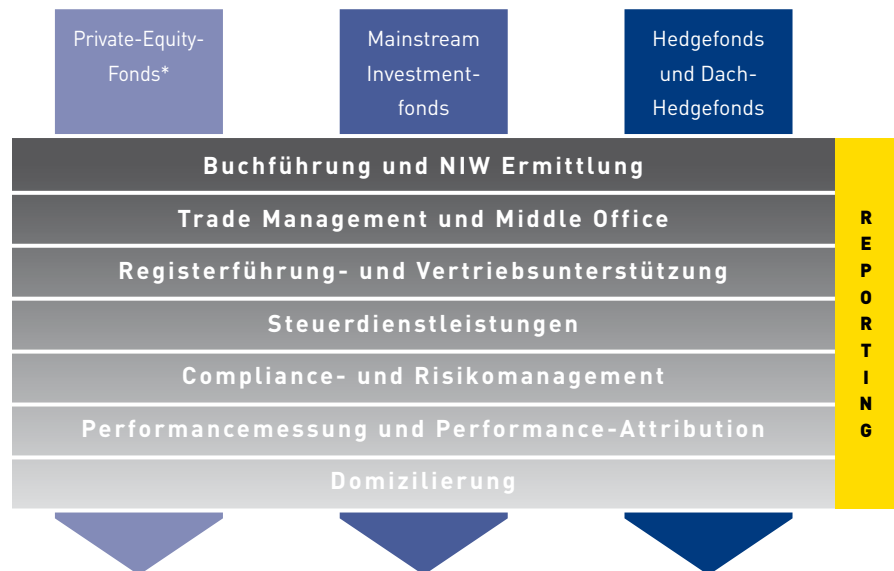 Private-Equity-
Fonds*
Mainstream
Investment-
fonds
Hedgefonds
und Dach-
Hedgefonds
Buchführung und NIW Ermittlung
Trade Management und Middle Office
Registerführung- und Vertriebsunterstützung
Steuerdienstleistungen
Compliance- und Risikomanagement
Performancemessung und Performance-Attribution
Domizilierung
REPORTING